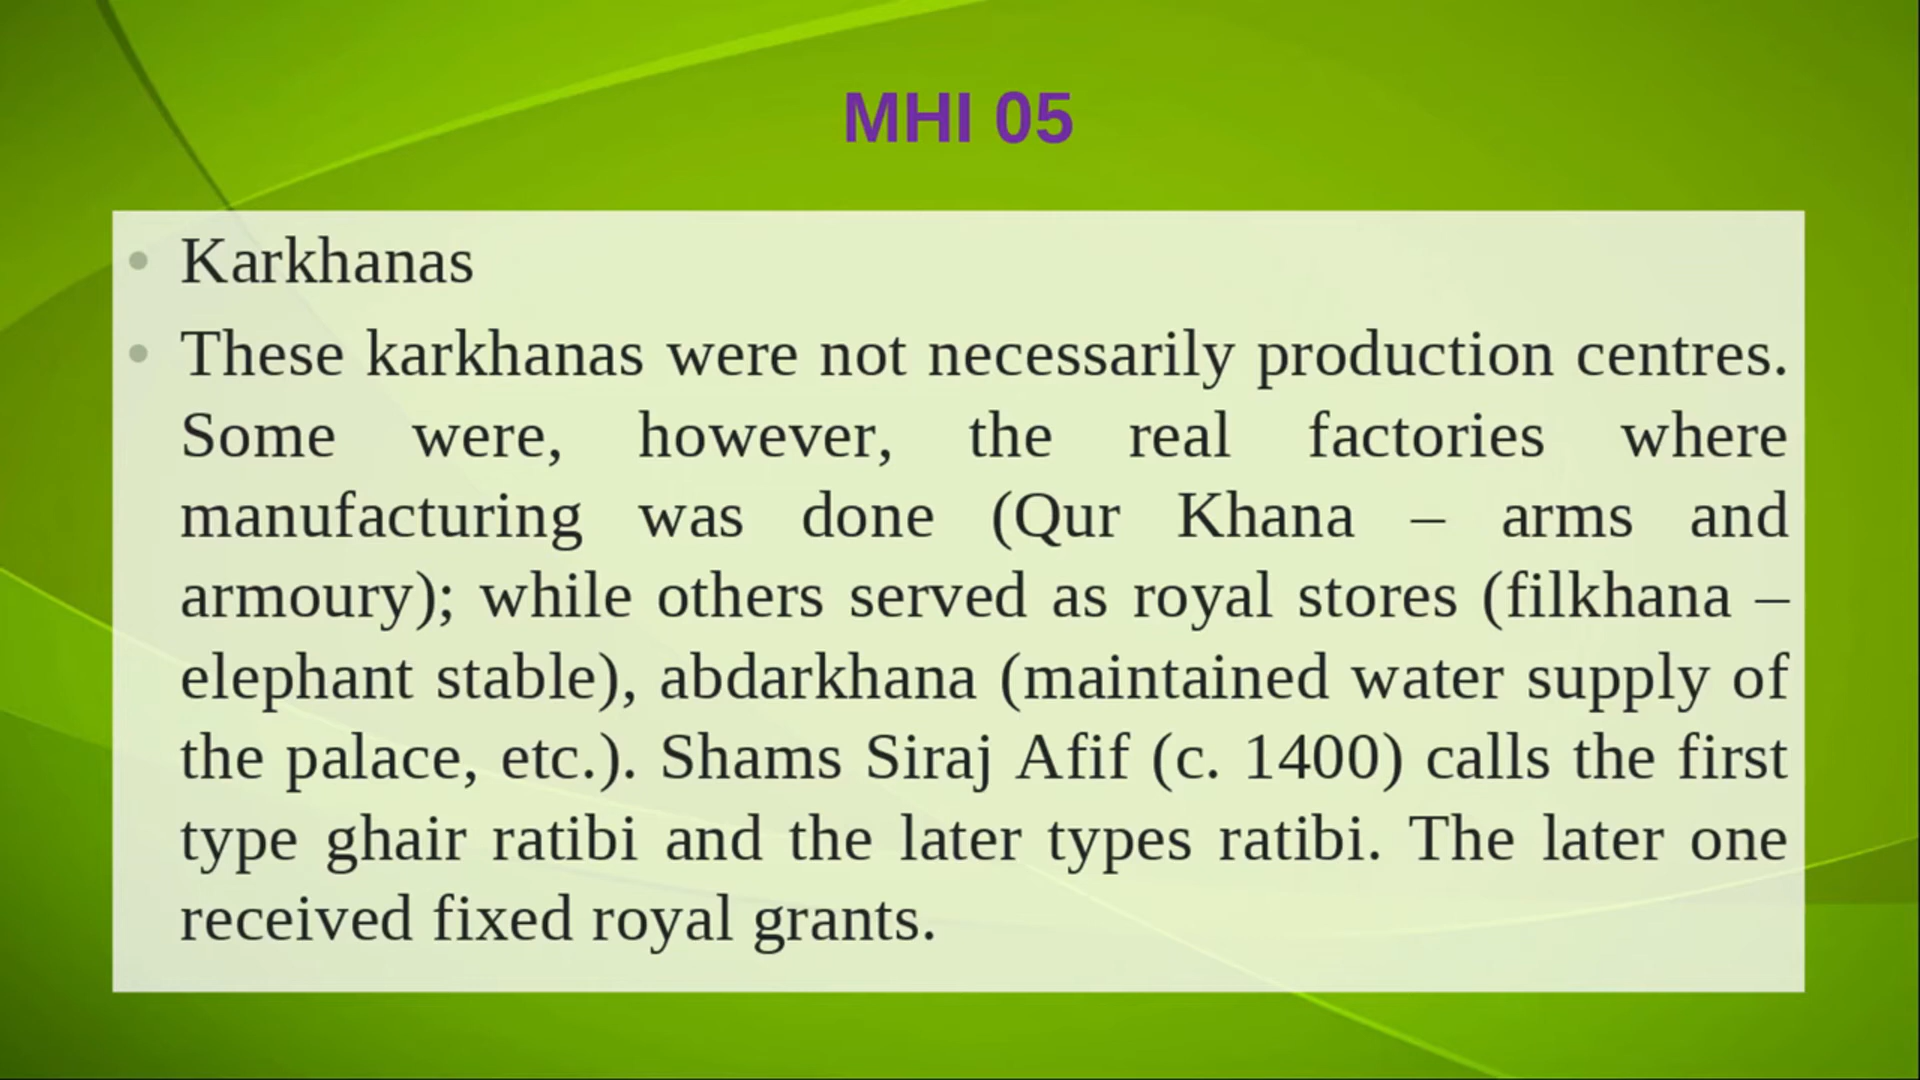 MHI 05
• Karkhanas
• These karkhanas were not necessarily production centres.
Some were, however, the real factories where
manufacturing was done (Qur Khana – arms and
armoury); while others served as royal stores (filkhana –
elephant stable), abdarkhana (maintained water supply of
the palace, etc.). Shams Siraj Afif (c. 1400) calls the first
type ghair ratibi and the later types ratibi. The later one
received fixed royal grants.